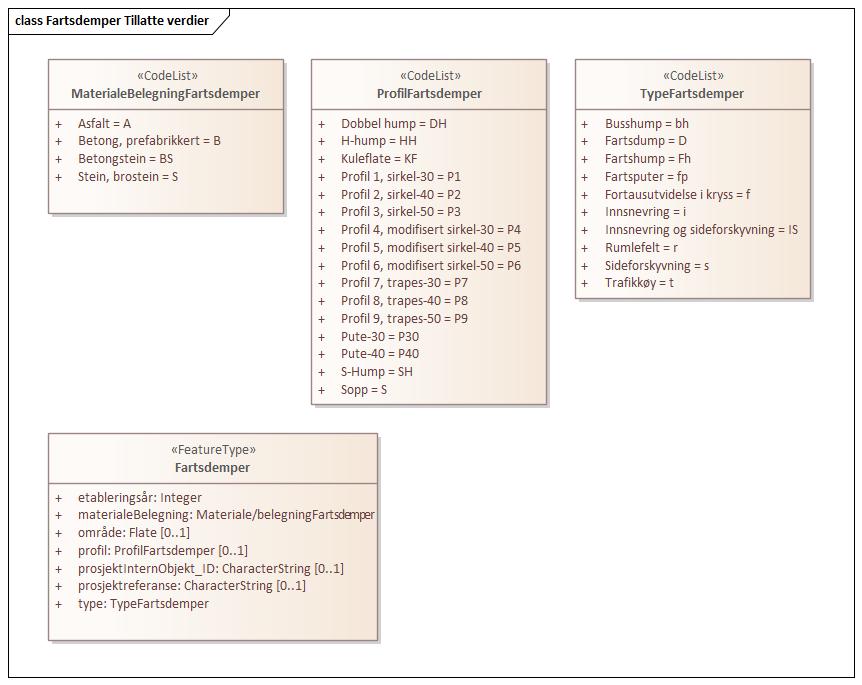 class Fartsdemper Tillatte verdier
«CodeList»
MaterialeBelegningFartsdemper
+ Asfalt = A
+ Betong, prefabrikkert = B
+ Betongstein = BS
+ Stein, brostein = S
«CodeList»
ProfilFartsdemper
+ Dobbel hump = DH
+ H-hump = HH
+ Kuleflate = KF
+ Profil 1, sirkel-30 = P1
+ Profil 2, sirkel-40 = P2
+ Profil 3, sirkel-50 = P3
+ Profil 4, modifisert sirkel-30 = P4
+ Profil 5, modifisert sirkel-40 = P5
+ Profil 6, modifisert sirkel-50 = P6
+ Profil 7, trapes-30 = P7
+ Profil 8, trapes-40 = P8
+ Profil 9, trapes-50 = P9
+ Pute-30 = P30
+ Pute-40 = P40
+ S-Hump = SH
+ Sopp = S
«CodeList»
TypeFartsdemper
+ Busshump = bh
+ Fartsdump = D
+ Fartshump = Fh
+ Fartsputer = fp
+ Fortausutvidelse i kryss = f
+ Innsnevring = i
+ Innsnevring og sideforskyvning = IS
+ Rumlefelt = r
+ Sideforskyvning = s
+ Trafikkøy = t
«FeatureType»
Fartsdemper
+ etableringsår: Integer
+ materialeBelegning: Materiale/belegningFartsdemper
+ område: Flate [0..1]
+ profil: ProfilFartsdemper [0..1]
+ prosjektInternObjekt_ID: CharacterString [0..1]
+ prosjektreferanse: CharacterString [0..1]
+ type: TypeFartsdemper